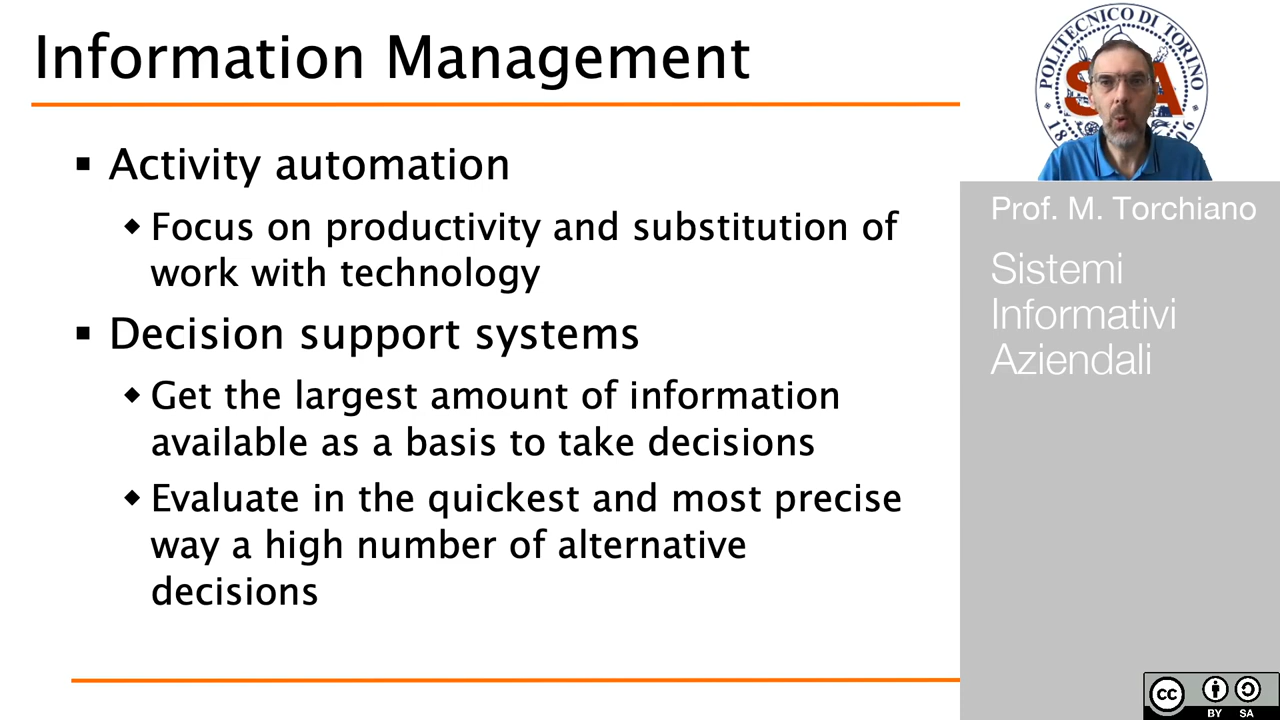 Information Management
▪ Activity automation
◆ Focus on productivity and substitution of
work with technology
▪ Decision support systems
◆ Get the largest amount of information
available as a basis to take decisions
◆ Evaluate in the quickest and most precise
way a high number of alternative
decisions
POLITECNICO DI TORINO
Prof. M. Torchiano
Sistemi
Informativi
Aziendali
CC BY SA